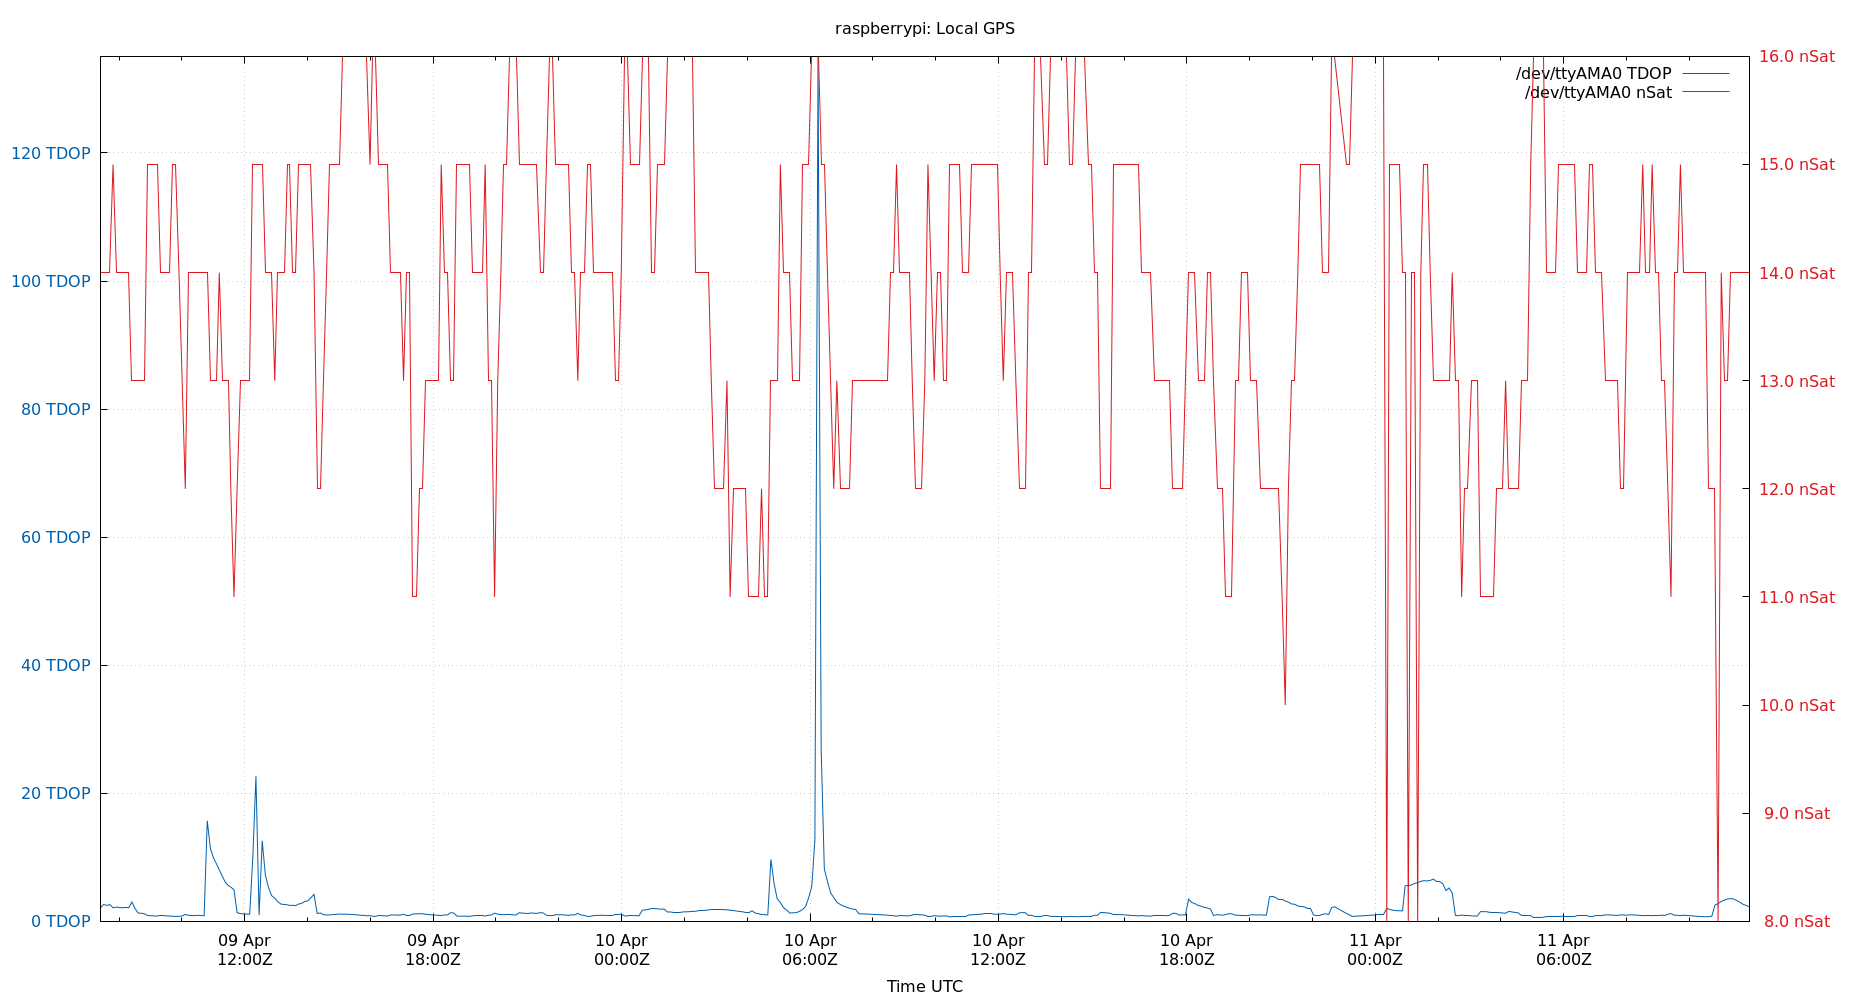 raspberrypi: Local GPS
/dev/ttyAMA0 TDOP
/dev/ttyAMA0 nSat
120 TDOP
100 TDOP
80 TDOP
60 TDOP
40 TDOP
20 TDOP
0 TDOP
16.0 nSat
15.0 nSat
14.0 nSat
13.0 nSat
12.0 nSat
11.0 nSat
10.0 nSat
9.0 nSat
8.0 nSat
09 Apr
12:00Z
09 Apr
18:00Z
10 Apr
00:00Z
10 Apr
06:00Z
10 Apr
12:00Z
10 Apr
18:00Z
11 Apr
00:00Z
11 Apr
06:00Z
Time UTC